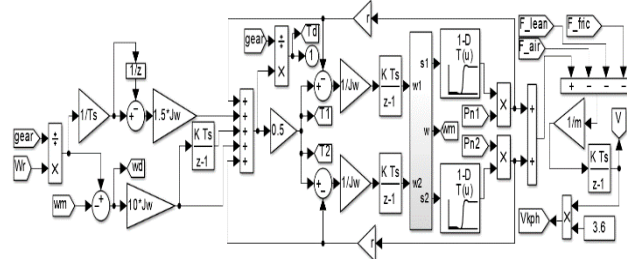 gear
÷
×
Wr
1/Ts
1/z
1.5*Jw
wm
wd
10*Jw
K Ts
z-1
0.5
gear
÷
×
Td
1
T1
T2
1/Jw
K Ts
z-1
1/Jw
K Ts
z-1
r
r
w1
w2
s1
w
s2
wm
1-D
T(u)
1-D
T(u)
Pn1
Pn2
×
×
F_lean
F_air
F_fric
1/m
K Ts
z-1
V
Vkph
×
3.6